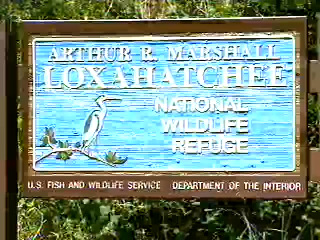 ARTHUR R. MARSHALL
LOXAHATCHEE
NATIONAL
WILDLIFE
REFUGE
U.S. FISH AND WILDLIFE SERVICE DEPARTMENT OF THE INTERIOR